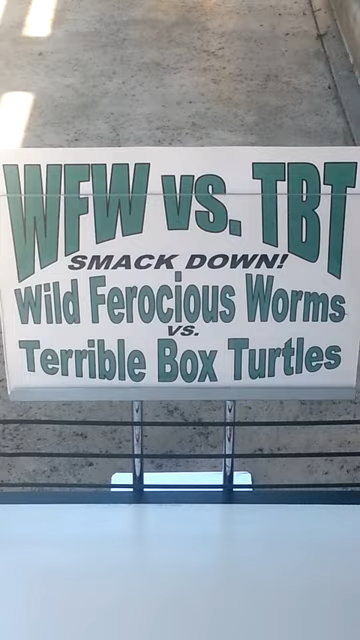 WFW vs. TBT
SMACK DOWN!
Wild Ferocious Worms
vs.
Terrible Box Turtles